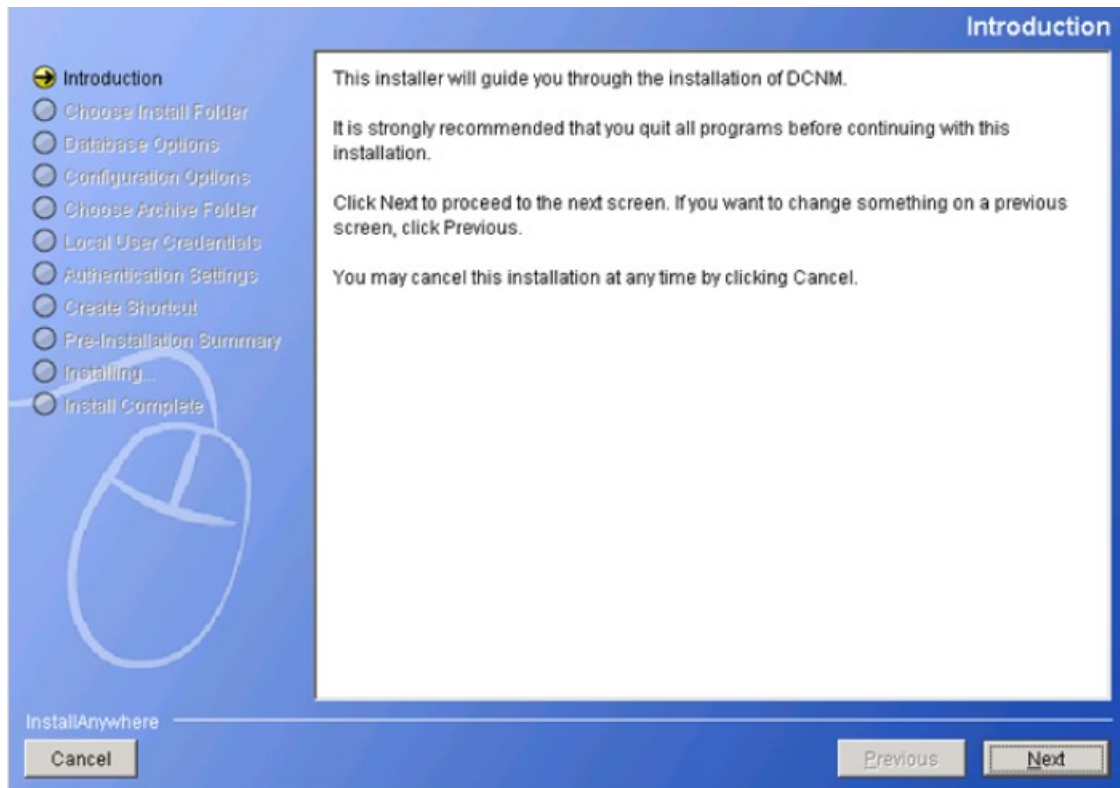 Introduction
Introduction
Choose Install Folder
Database Options
Configuration Options
Choose Archive Folder
Local User Credentials
Authentication Settings
Create Shortcut
Pre-Installation Summary
Installing...
Install Complete
This installer will guide you through the installation of DCNM.
It is strongly recommended that you quit all programs before continuing with this
installation.
Click Next to proceed to the next screen. If you want to change something on a previous
screen, click Previous.
You may cancel this installation at any time by clicking Cancel.
InstallAnywhere
Cancel
Previous
Next